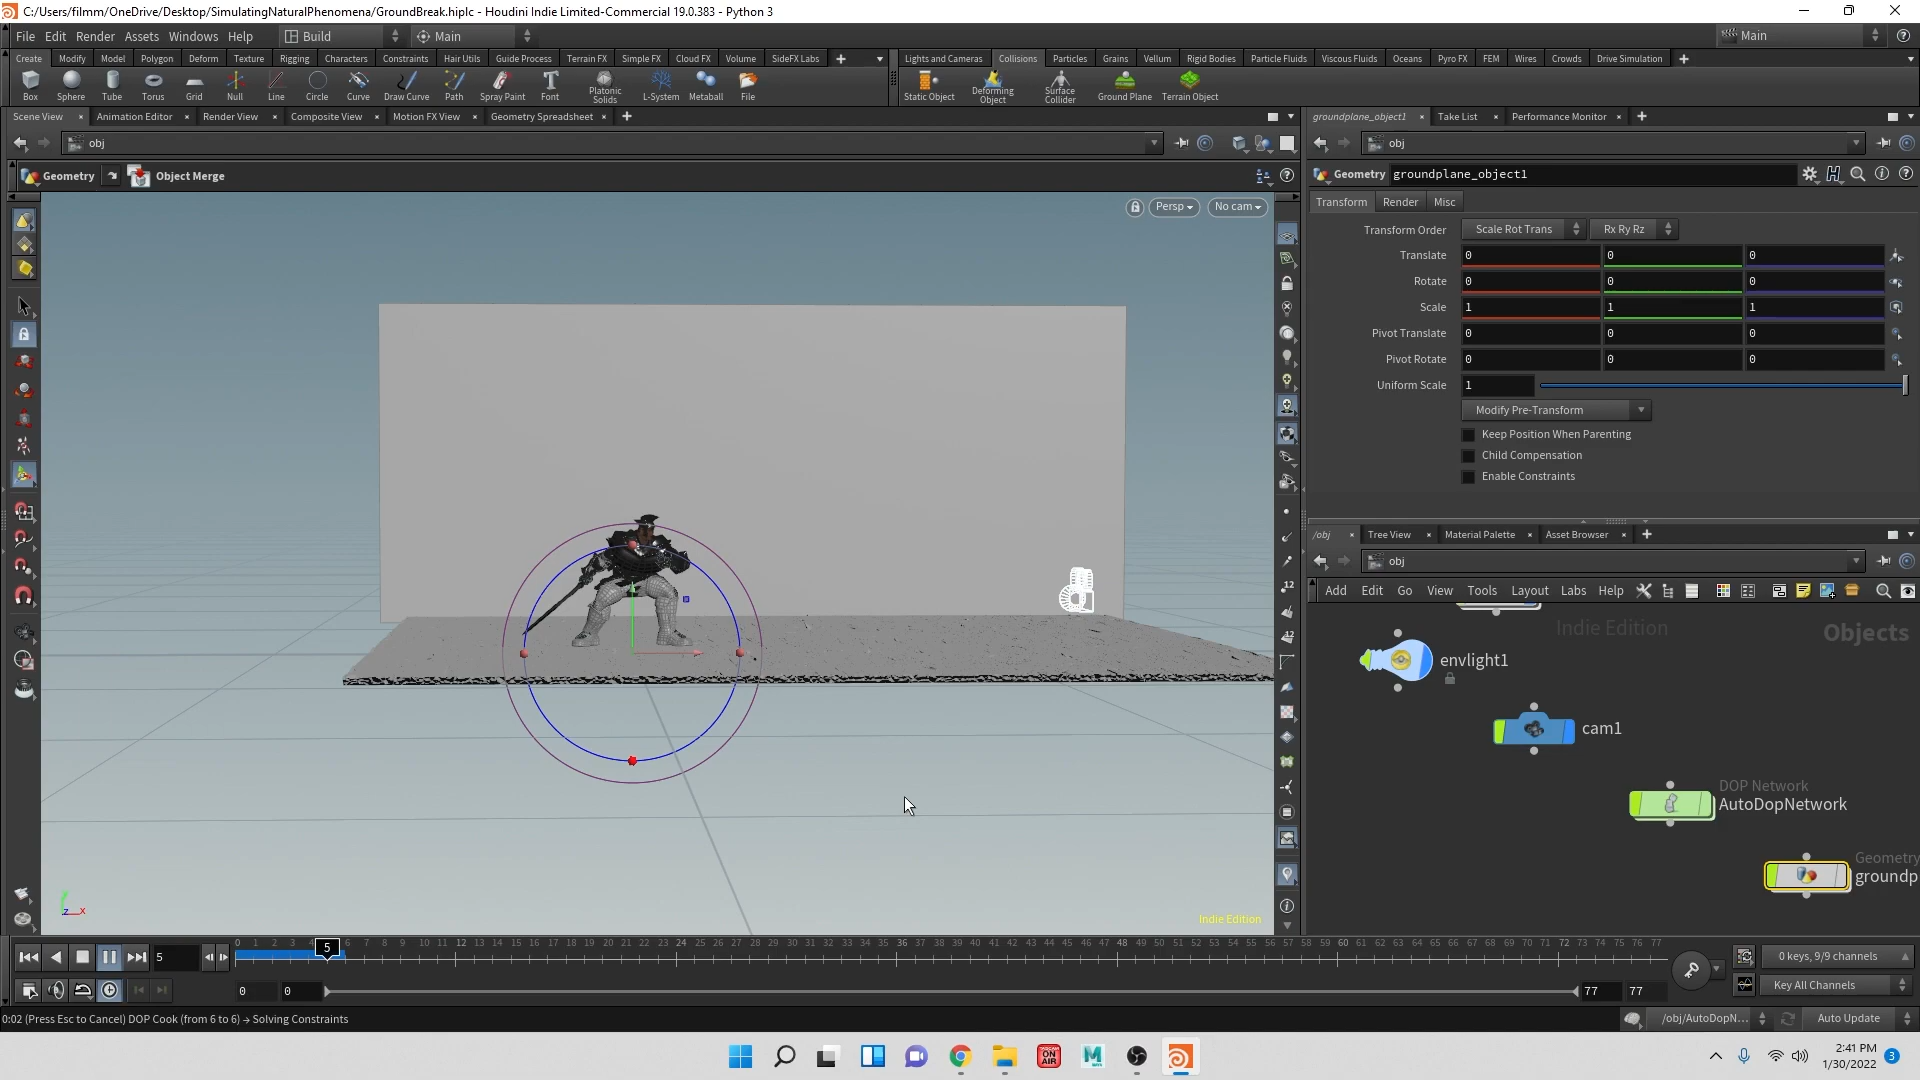 C:/Users/filmm/OneDrive/Desktop/SimulatingNaturalPhenomena/GroundBreak.hiplc - Houdini Indie Limited-Commercial 19.0.383 - Python 3
File Edit Render Assets Windows Help Build Main Main
Create Modify Model Polygon Deform Texture Rigging Characters Constraints Hair Utils Guide Process Terrain FX Simple FX Cloud FX Volume SideFX Labs
Lights and Cameras Collisions Particles Grains Vellum Rigid Bodies Particle Fluids Viscous Fluids Oceans Pyro FX FEM Wires Crowds Drive Simulation
Box Sphere Tube Torus Grid Null Line Circle Curve Draw Curve Path Spray Paint Font Platonic Solids L-System Metaball File
Static Object Deforming Object Surface Collider Ground Plane Terrain Object
Scene View Animation Editor Render View Composite View Motion FX View Geometry Spreadsheet
groundplane_object1 Take List Performance Monitor
obj
obj
Geometry Object Merge
Geometry groundplane_object1
Persp No cam
Transform Render Misc
Transform Order Scale Rot Trans Rx Ry Rz
Translate 0 0 0
Rotate 0 0 0
Scale 1 1 1
Pivot Translate 0 0 0
Pivot Rotate 0 0 0
Uniform Scale 1
Modify Pre-Transform
Keep Position When Parenting
Child Compensation
Enable Constraints
/obj Tree View Material Palette Asset Browser
obj
Add Edit Go View Tools Layout Labs Help
Indie Edition Objects
envlight1
cam1
DOP Network
AutoDopNetwork
Geometry
groundp
Indie Edition
z x
5
0 1 2 3 4 5 6 7 8 9 10 11 12 13 14 15 16 17 18 19 20 21 22 23 24 25 26 27 28 29 30 31 32 33 34 35 36 37 38 39 40 41 42 43 44 45 46 47 48 49 50 51 52 53 54 55 56 57 58 59 60 61 62 63 64 65 66 67 68 69 70 71 72 73 74 75 76 77
0 keys, 9/9 channels
0 0 77 77
Key All Channels
0:02 (Press Esc to Cancel) DOP Cook (from 6 to 6) → Solving Constraints
/obj/AutoDopN... Auto Update
TASCAM ON AIR
M
2:41 PM
1/30/2022
3